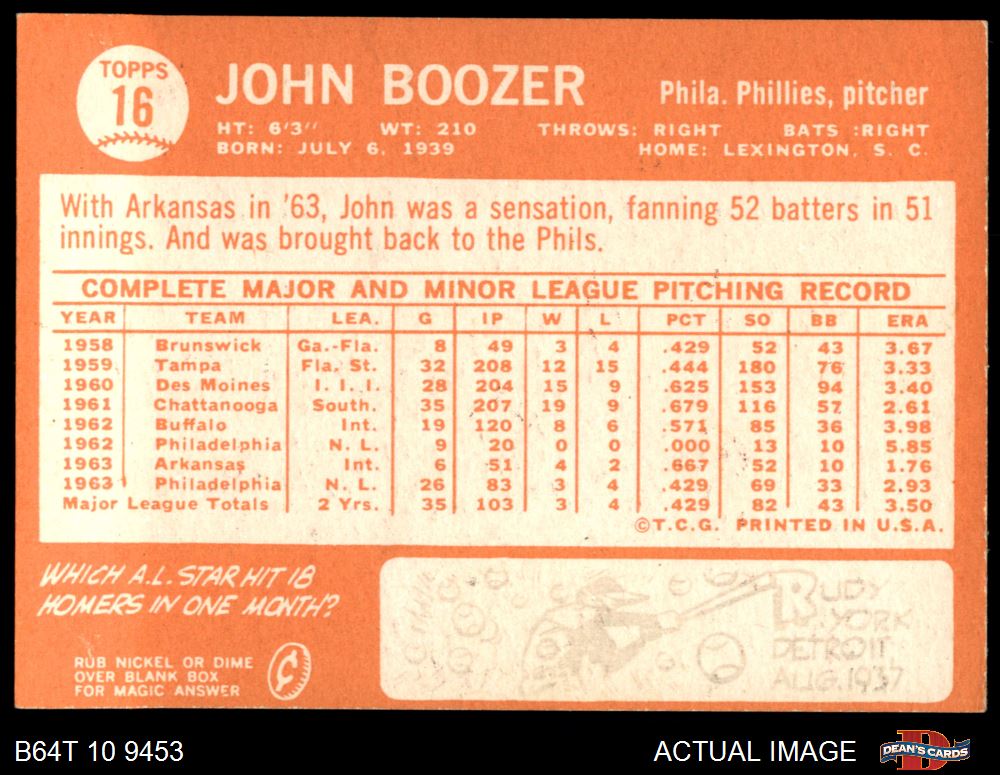 TOPPS
16
JOHN BOOZER
Phila. Phillies, pitcher
HT: 6'3" WT: 210 THROWS: RIGHT BATS :RIGHT
BORN: JULY 6, 1939 HOME: LEXINGTON, S. C.
With Arkansas in '63, John was a sensation, fanning 52 batters in 51
innings. And was brought back to the Phils.
COMPLETE MAJOR AND MINOR LEAGUE PITCHING RECORD
YEAR TEAM LEA. G IP W L PCT SO BB ERA
1958 Brunswick Ga.-Fla. 8 49 3 4 .429 52 43 3.67
1959 Tampa Fla. St. 32 208 12 15 .444 180 76 3.33
1960 Des Moines I. I. I. 28 204 15 9 .625 153 94 3.40
1961 Chattanooga South. 35 207 19 9 .679 116 57 2.61
1962 Buffalo Int. 19 120 8 6 .571 85 36 3.98
1962 Philadelphia N. L. 9 20 0 0 .000 13 10 5.85
1963 Arkansas Int. 6 51 4 2 .667 52 10 1.76
1963 Philadelphia N. L. 26 83 3 4 .429 69 33 2.93
Major League Totals 2 Yrs. 35 103 3 4 .429 82 43 3.50
©T.C.G. PRINTED IN U.S.A.
WHICH A.L. STAR HIT 18
HOMERS IN ONE MONTH?
RUB NICKEL OR DIME
OVER BLANK BOX
FOR MAGIC ANSWER
RUDY
YORK
DETROIT
AUG. 1937
B64T 10 9453
ACTUAL IMAGE
D
DEAN'S CARDS